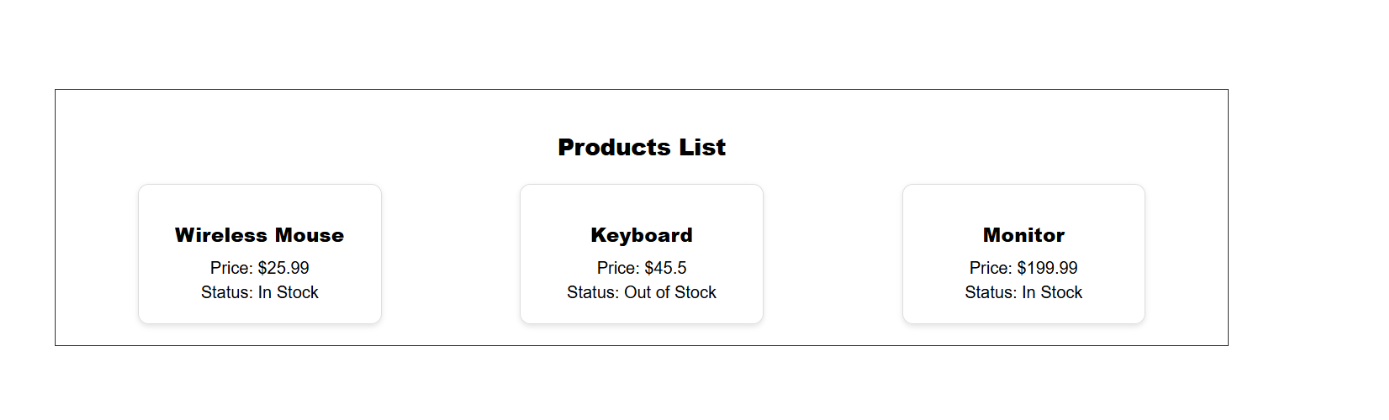 Products List
Wireless Mouse
Price: $25.99
Status: In Stock
Keyboard
Price: $45.5
Status: Out of Stock
Monitor
Price: $199.99
Status: In Stock